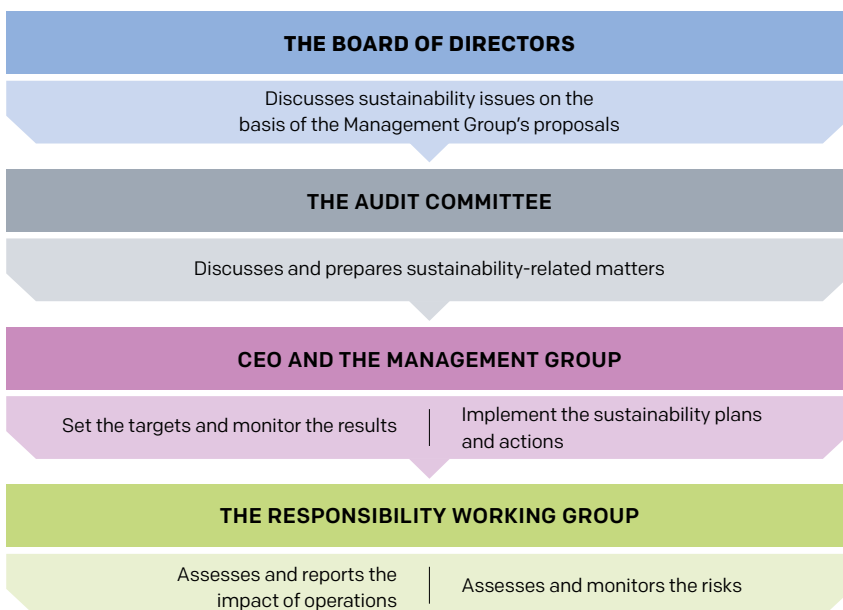 THE BOARD OF DIRECTORS
Discusses sustainability issues on the
basis of the Management Group's proposals
THE AUDIT COMMITTEE
Discusses and prepares sustainability-related matters
CEO AND THE MANAGEMENT GROUP
Set the targets and monitor the results
Implement the sustainability plans
and actions
THE RESPONSIBILITY WORKING GROUP
Assesses and reports the
impact of operations
Assesses and monitors the risks